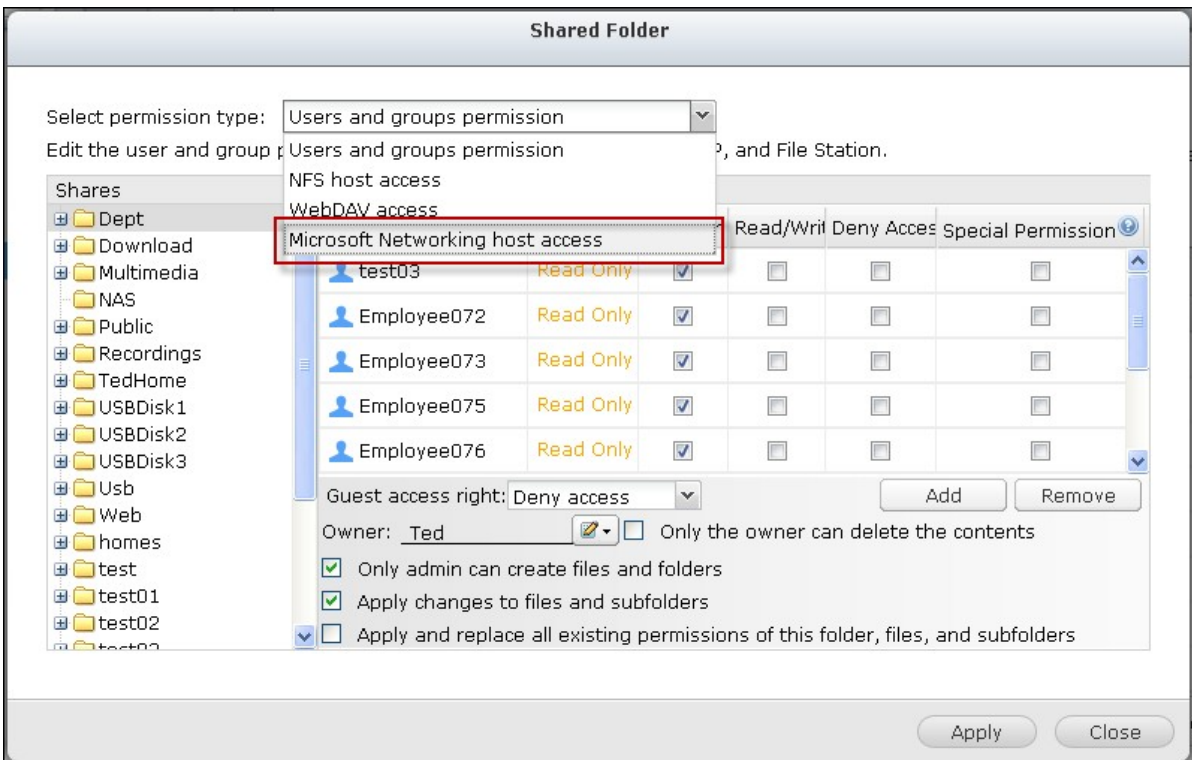 Shared Folder
Select permission type: Users and groups permission
Edit the user and group p
Users and groups permission
P, and File Station.
NFS host access
WebDAV access
Microsoft Networking host access
Shares
Read/Writ Deny Acces Special Permission
Dept
Download
Multimedia
NAS
Public
Recordings
TedHome
USBDisk1
USBDisk2
USBDisk3
Usb
Web
homes
test
test01
test02
test03 Read Only
Employee072 Read Only
Employee073 Read Only
Employee075 Read Only
Employee076 Read Only
Guest access right: Deny access
Add Remove
Owner: Ted
Only the owner can delete the contents
Only admin can create files and folders
Apply changes to files and subfolders
Apply and replace all existing permissions of this folder, files, and subfolders
Apply Close